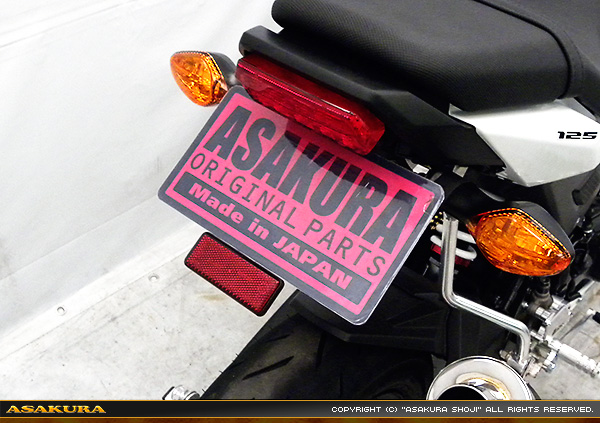 125
ASAKURA
ORIGINAL PARTS
Made in JAPAN
ASAKURA
COPYRIGHT (C) "ASAKURA SHOJI" ALL RIGHTS RESERVED.